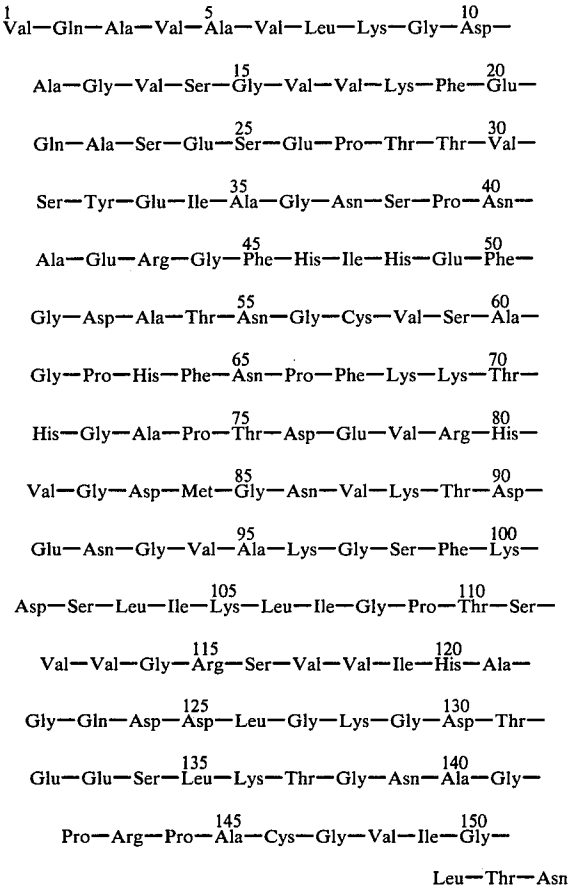 1 5 10
Val—Gln—Ala—Val—Ala—Val—Leu—Lys—Gly—Asp—
15 20
Ala—Gly—Val—Ser—Gly—Val—Val—Lys—Phe—Glu—
25 30
Gln—Ala—Ser—Glu—Ser—Glu—Pro—Thr—Thr—Val—
35 40
Ser—Tyr—Glu—Ile—Ala—Gly—Asn—Ser—Pro—Asn—
45 50
Ala—Glu—Arg—Gly—Phe—His—Ile—His—Glu—Phe—
55 60
Gly—Asp—Ala—Thr—Asn—Gly—Cys—Val—Ser—Ala—
65 70
Gly—Pro—His—Phe—Asn—Pro—Phe—Lys—Lys—Thr—
75 80
His—Gly—Ala—Pro—Thr—Asp—Glu—Val—Arg—His—
85 90
Val—Gly—Asp—Met—Gly—Asn—Val—Lys—Thr—Asp—
95 100
Glu—Asn—Gly—Val—Ala—Lys—Gly—Ser—Phe—Lys—
105 110
Asp—Ser—Leu—Ile—Lys—Leu—Ile—Gly—Pro—Thr—Ser—
115 120
Val—Val—Gly—Arg—Ser—Val—Val—Ile—His—Ala—
125 130
Gly—Gln—Asp—Asp—Leu—Gly—Lys—Gly—Asp—Thr—
135 140
Glu—Glu—Ser—Leu—Lys—Thr—Gly—Asn—Ala—Gly—
145 150
Pro—Arg—Pro—Ala—Cys—Gly—Val—Ile—Gly—
Leu—Thr—Asn